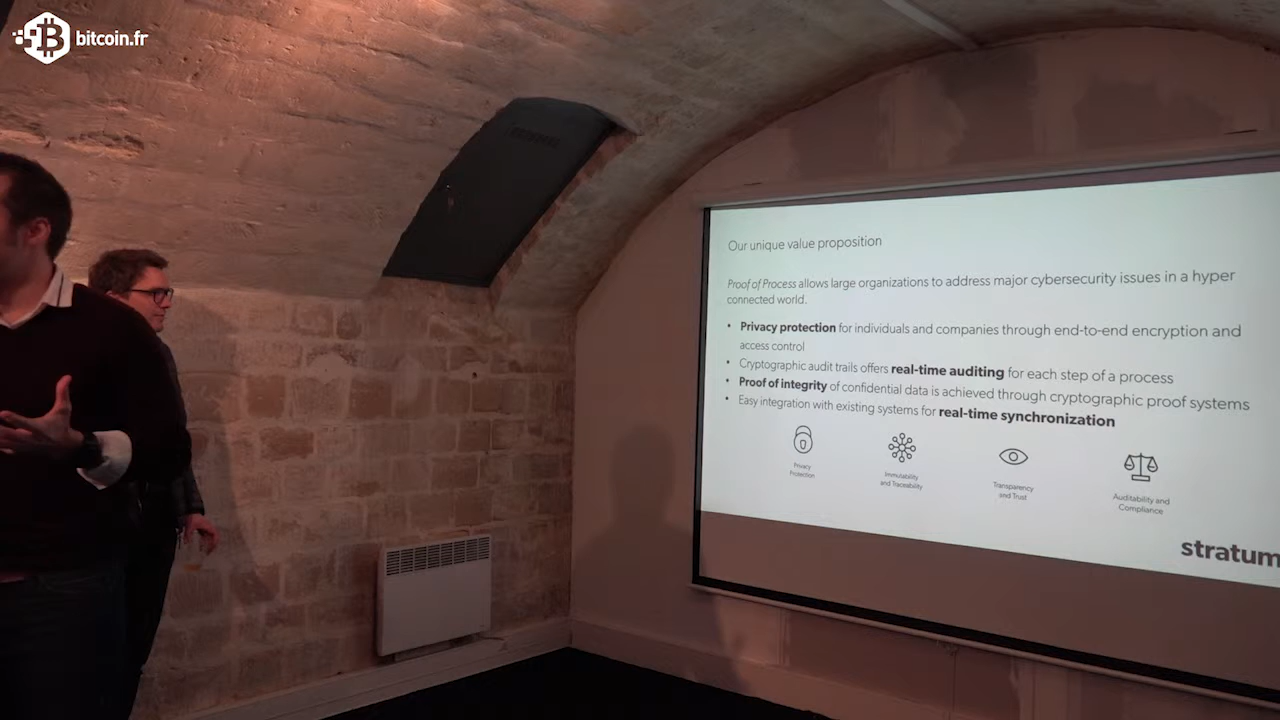 bitcoin.fr
Our unique value proposition
Proof of Process allows large organizations to address major cybersecurity issues in a hyper
connected world.
• Privacy protection for individuals and companies through end-to-end encryption and
access control
• Cryptographic audit trails offers real-time auditing for each step of a process
• Proof of integrity of confidential data is achieved through cryptographic proof systems
• Easy integration with existing systems for real-time synchronization
Privacy
Protection
Immutability
and Traceability
Transparency
and Trust
Auditability and
Compliance
stratum